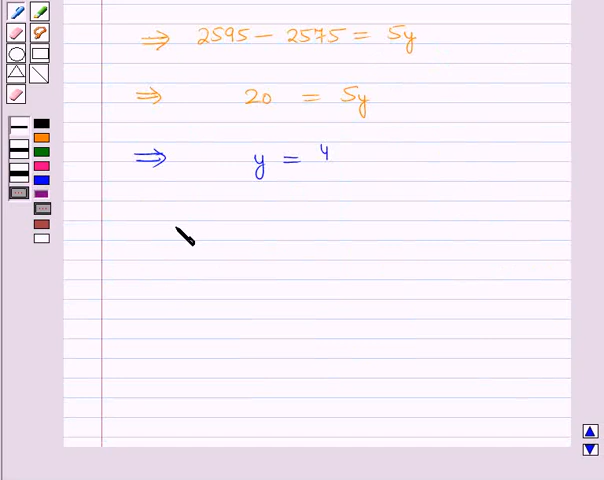 ⇒ 2595 - 2575 = 5y
⇒ 20 = 5y
⇒ y = 4